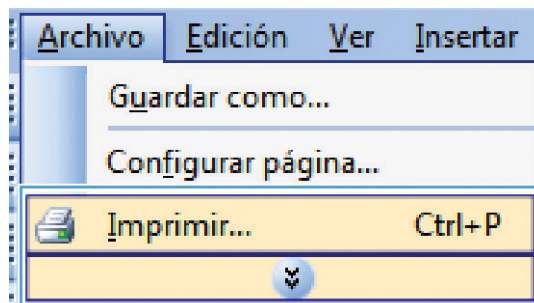 Archivo Edición Ver Insertar
Guardar como...
Configurar página...
Imprimir... Ctrl+P